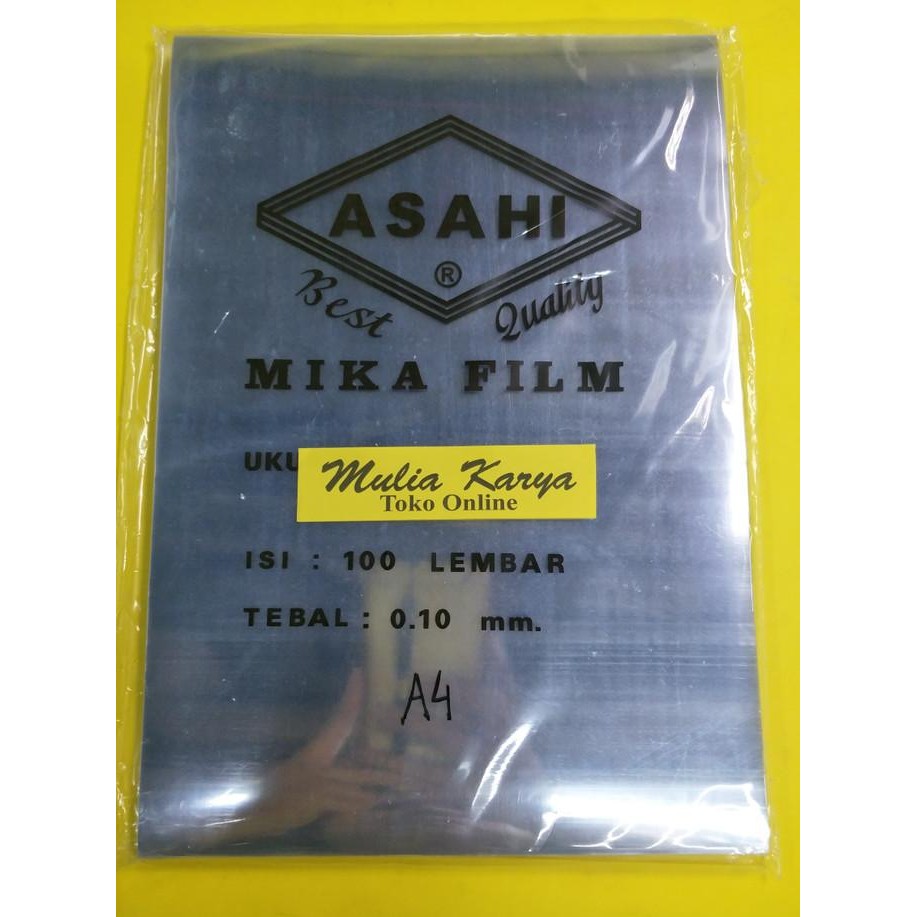 ASAHI
®
Best Quality
MIKA FILM
UKU
Mulia Karya
Toko Online
ISI : 100 LEMBAR
TEBAL : 0.10 mm.
A4